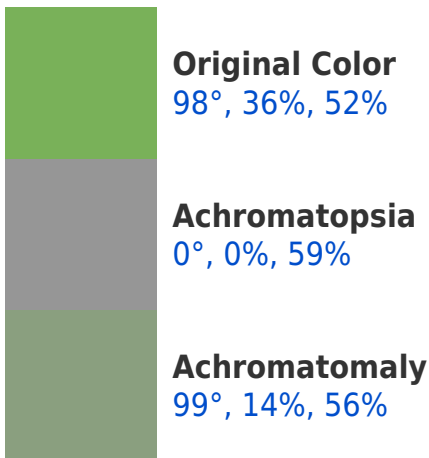 Original Color
98°, 36%, 52%
Achromatopsia
0°, 0%, 59%
Achromatomaly
99°, 14%, 56%